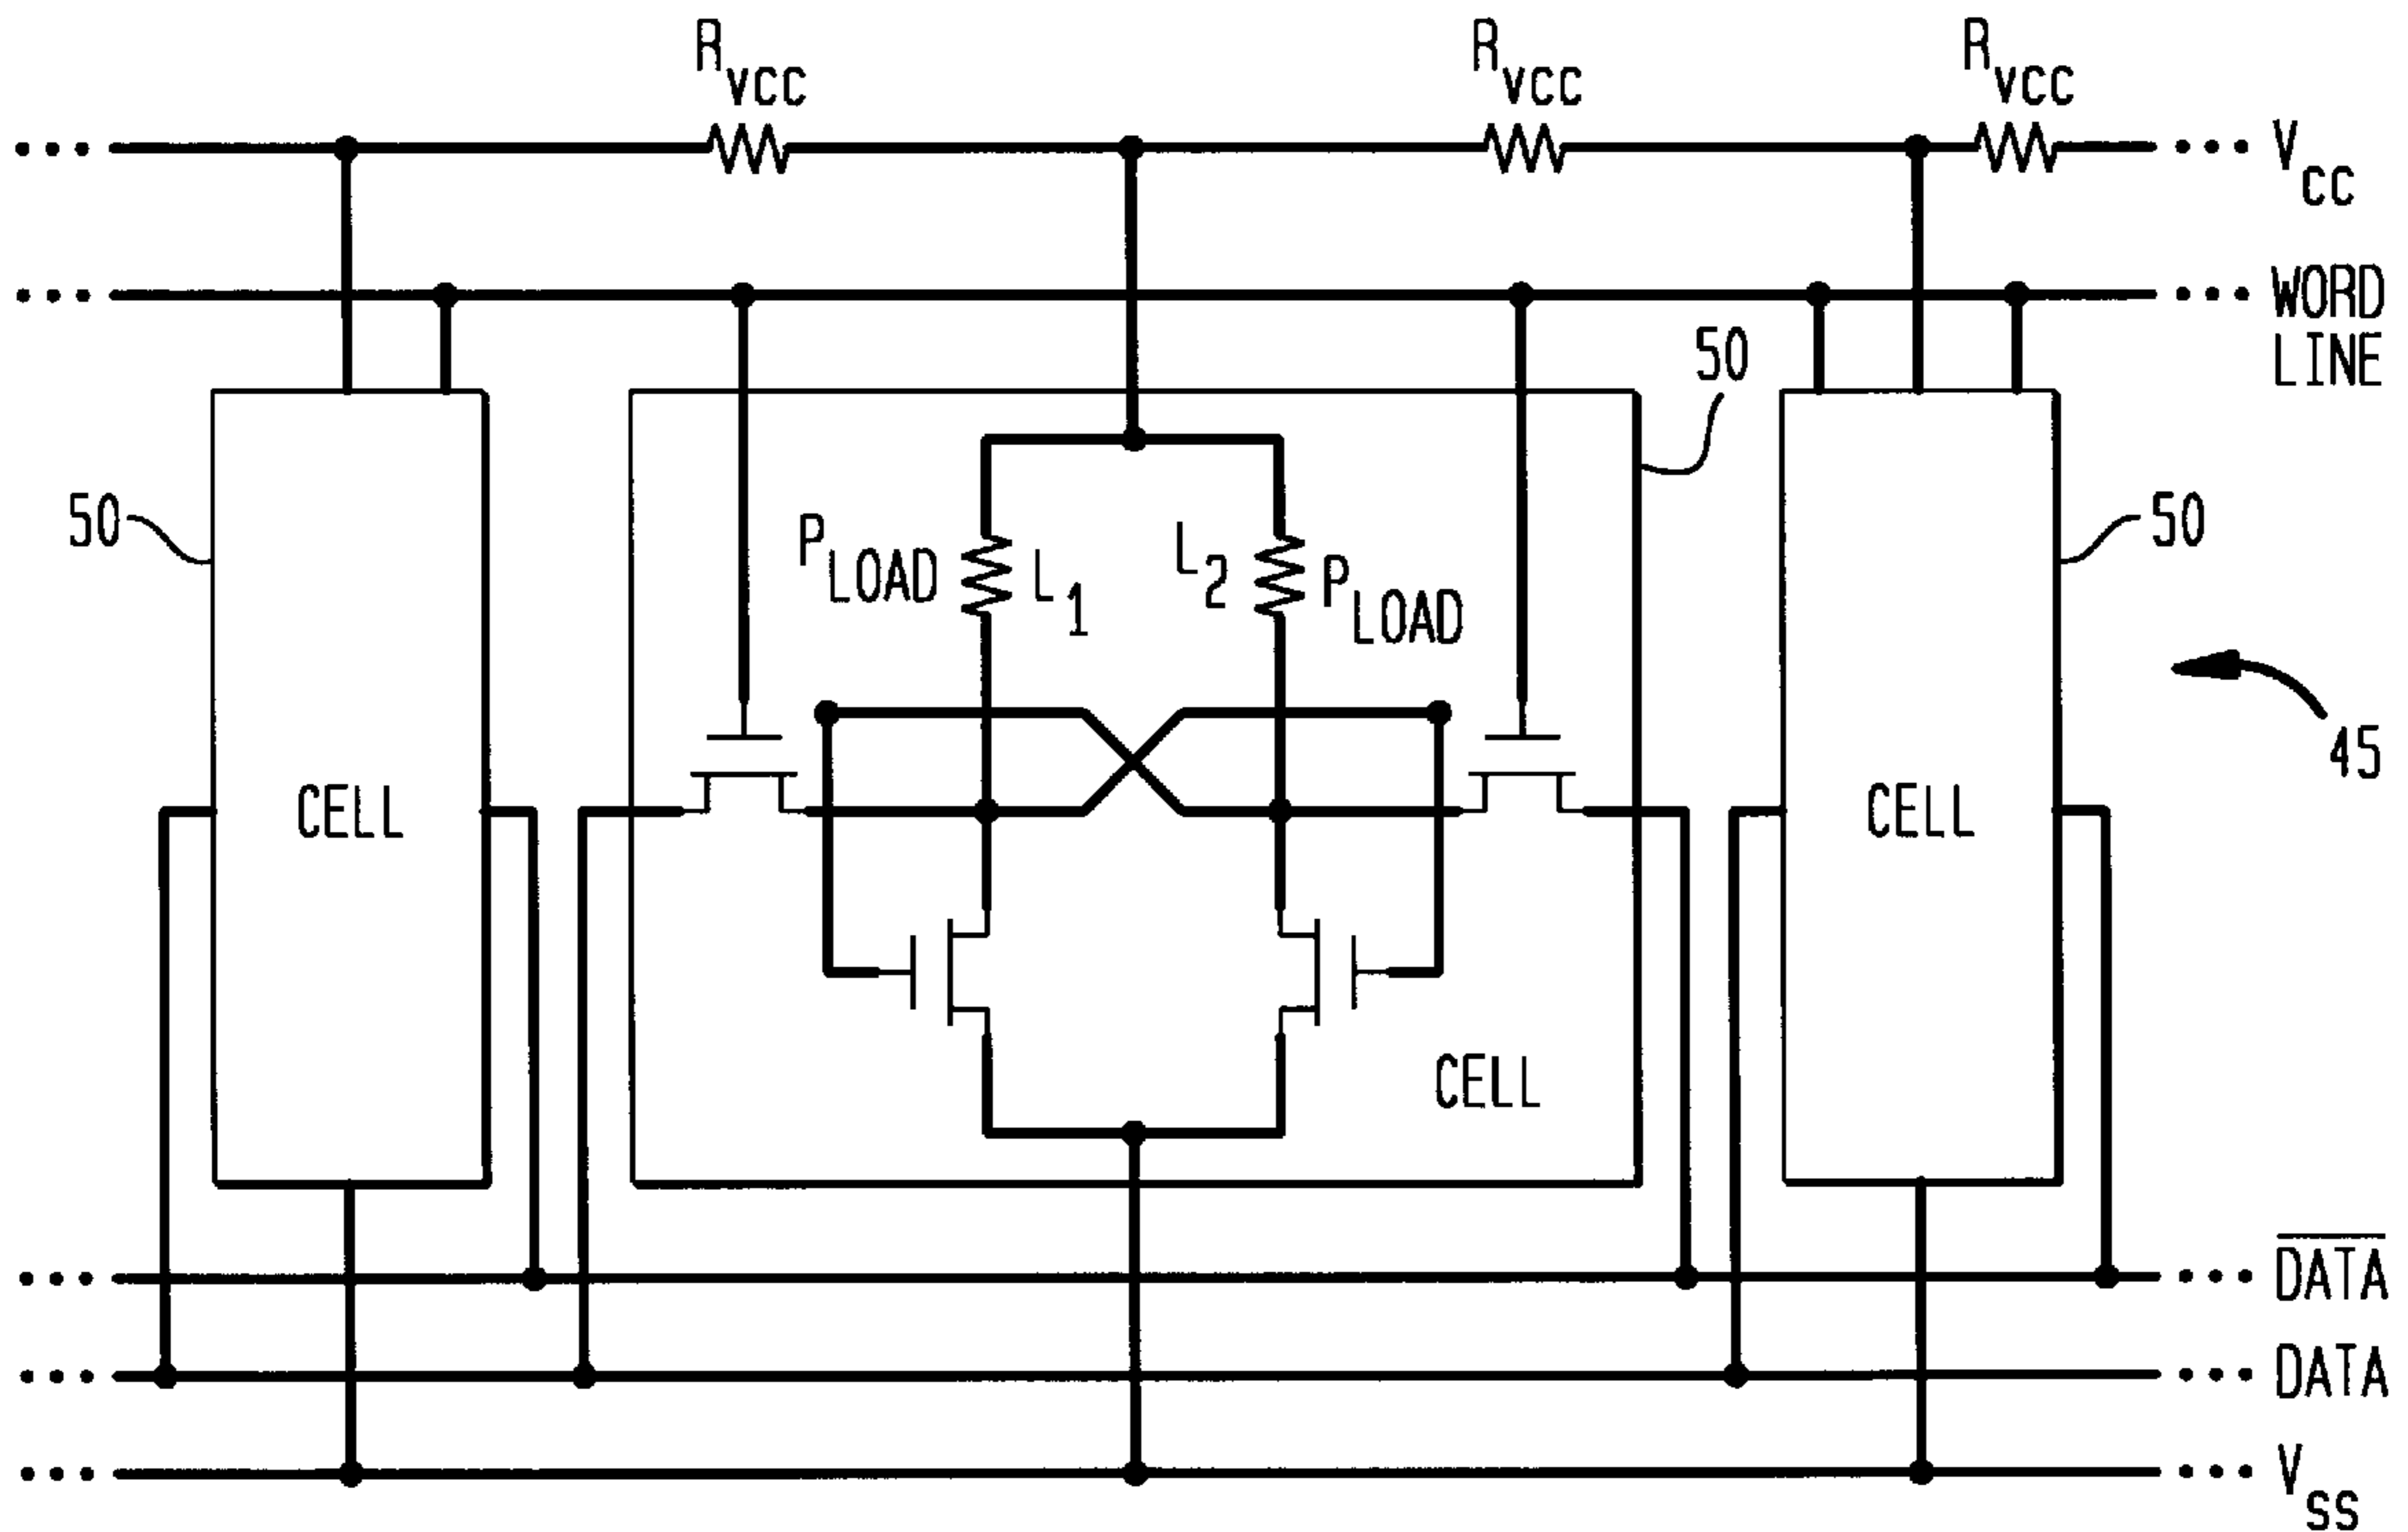 R_VCC R_VCC R_VCC
V_CC
WORD
LINE
50
50
50
P_LOAD L_1 L_2 P_LOAD
45
CELL
CELL
CELL
D̅A̅T̅A̅
DATA
V_SS